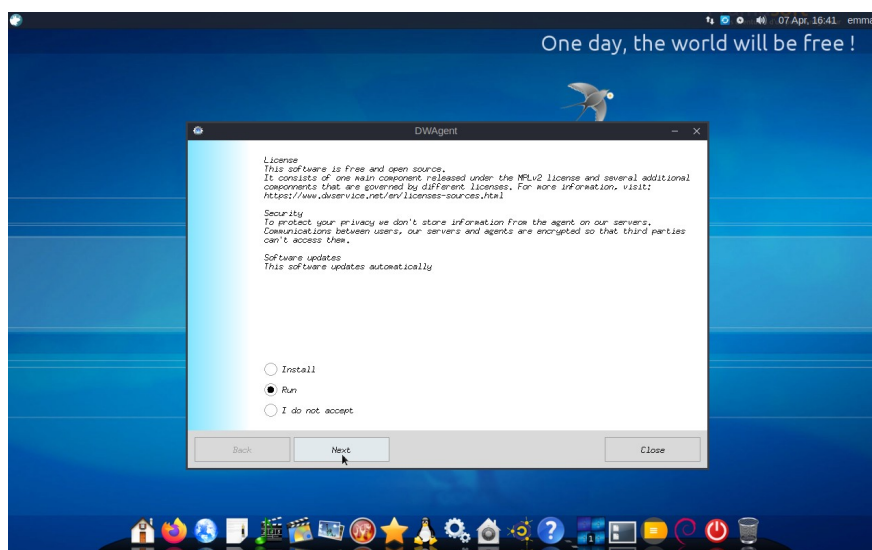 07 Apr, 16:41 emma
One day, the world will be free !
DWAgent
License
This software is free and open source.
It consists of one main component released under the MPLv2 license and several additional
componnents that are governed by different licenses. For more information, visit:
https://www.dwservice.net/en/licenses-sources.html
Security
To protect your privacy we don't store information from the agent on our servers.
Communications between users, our servers and agents are encrypted so that third parties
can't access them.
Software updates
This software updates automatically
Install
Run
I do not accept
Back
Next
Close
1